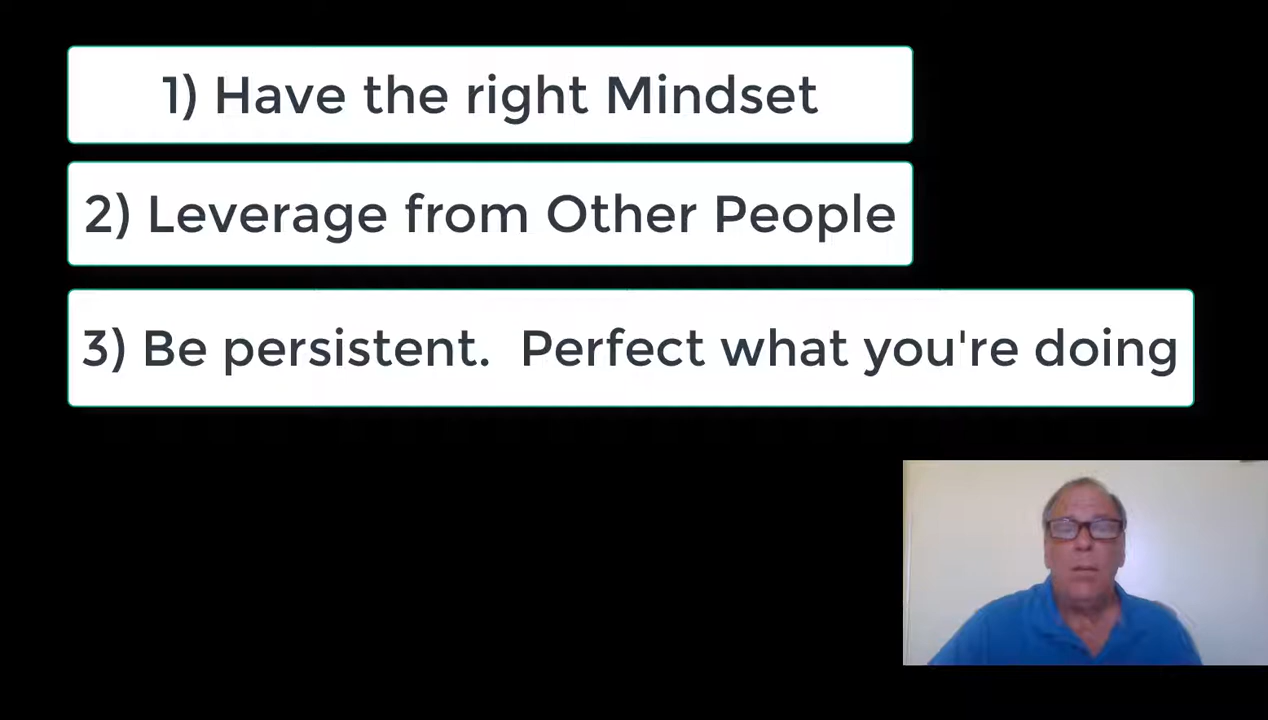 1) Have the right Mindset
2) Leverage from Other People
3) Be persistent.  Perfect what you're doing